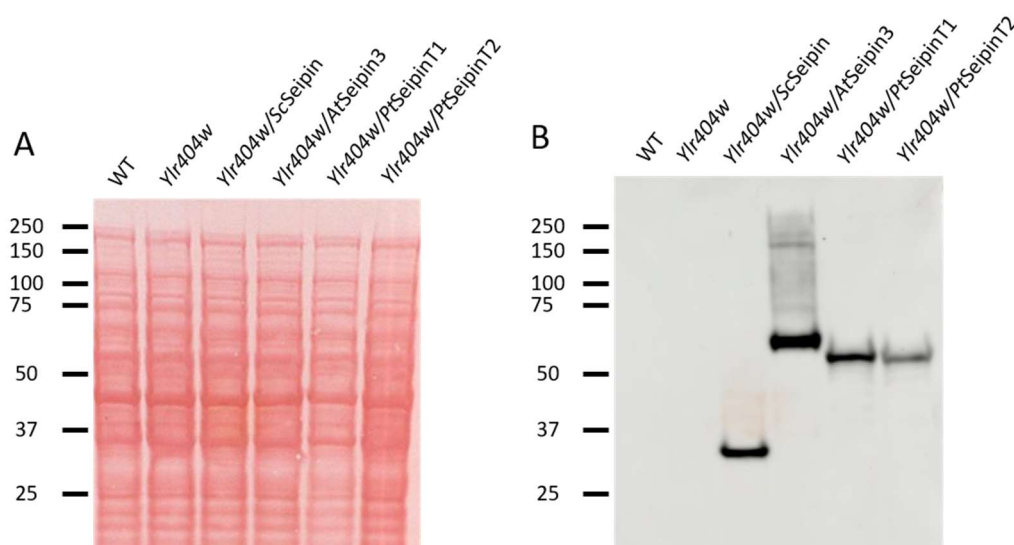 A
WT
Ylr404w
Ylr404w/ScSeipin
Ylr404w/AtSeipin3
Ylr404w/PtSeipinT1
Ylr404w/PtSeipinT2
250
150
100
75
50
37
25
B
WT
Ylr404w
Ylr404w/ScSeipin
Ylr404w/AtSeipin3
Ylr404w/PtSeipinT1
Ylr404w/PtSeipinT2
250
150
100
75
50
37
25